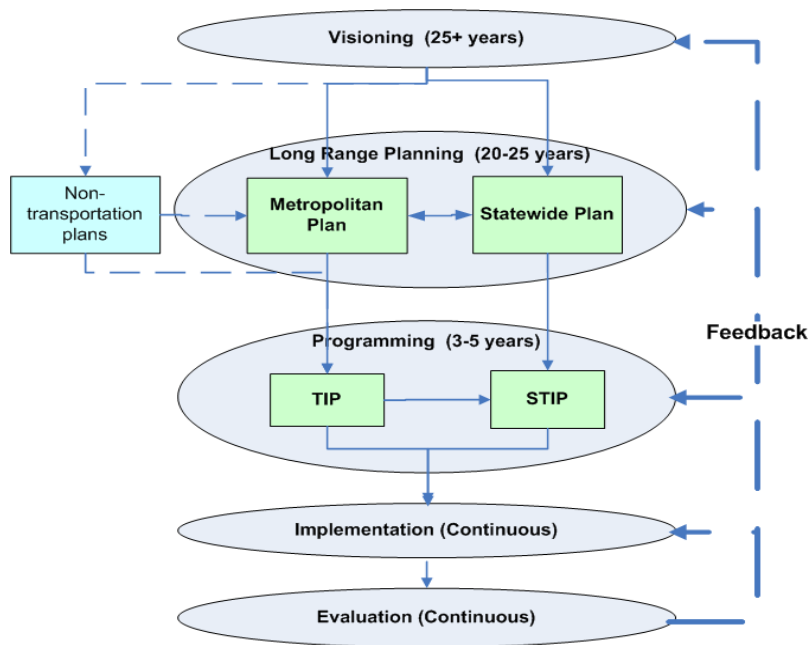 Visioning (25+ years)
Long Range Planning (20-25 years)
Non-
transportation
plans
Metropolitan
Plan
Statewide Plan
Feedback
Programming (3-5 years)
TIP
STIP
Implementation (Continuous)
Evaluation (Continuous)